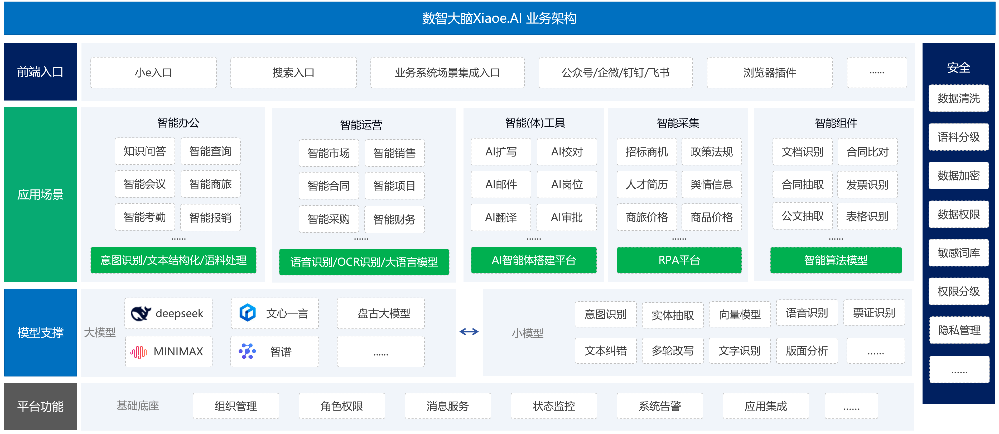 数智大脑Xiaoe.AI 业务架构
前端入口
小e入口
搜索入口
业务系统场景集成入口
公众号/企微/钉钉/飞书
浏览器插件
......
应用场景
智能办公
知识问答
智能查询
智能会议
智能商旅
智能考勤
智能报销
......
意图识别/文本结构化/语料处理
智能运营
智能市场
智能销售
智能合同
智能项目
智能采购
智能财务
......
语音识别/OCR识别/大语言模型
智能(体)工具
AI扩写
AI校对
AI邮件
AI岗位
AI翻译
AI审批
......
AI智能体搭建平台
智能采集
招标商机
政策法规
人才简历
舆情信息
商旅价格
商品价格
......
RPA平台
智能组件
文档识别
合同比对
合同抽取
发票识别
公文抽取
表格识别
......
智能算法模型
模型支撑
大模型
deepseek
文心一言
盘古大模型
MINIMAX
智谱
......
小模型
意图识别
实体抽取
向量模型
语音识别
票证识别
文本纠错
多轮改写
文字识别
版面分析
......
平台功能
基础底座
组织管理
角色权限
消息服务
状态监控
系统告警
应用集成
......
安全
数据清洗
语料分级
数据加密
数据权限
敏感词库
权限分级
隐私管理
......